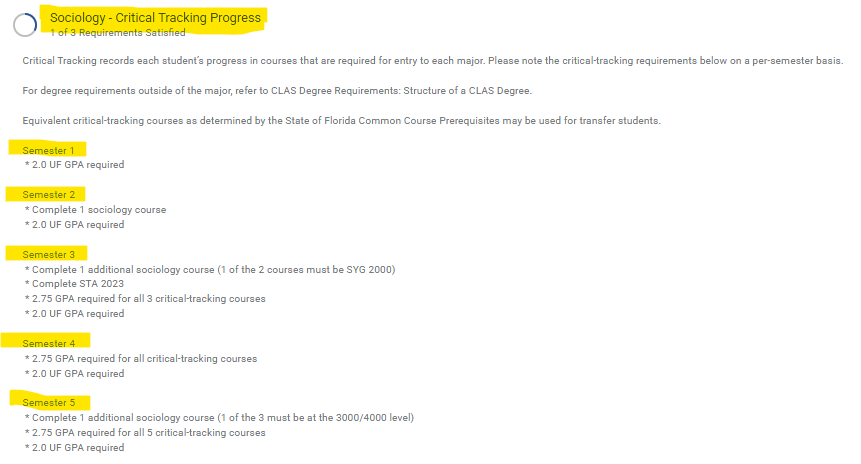 Sociology - Critical Tracking Progress
1 of 3 Requirements Satisfied
Critical Tracking records each student's progress in courses that are required for entry to each major. Please note the critical-tracking requirements below on a per-semester basis.
For degree requirements outside of the major, refer to CLAS Degree Requirements: Structure of a CLAS Degree.
Equivalent critical-tracking courses as determined by the State of Florida Common Course Prerequisites may be used for transfer students.
Semester 1
* 2.0 UF GPA required
Semester 2
* Complete 1 sociology course
* 2.0 UF GPA required
Semester 3
* Complete 1 additional sociology course (1 of the 2 courses must be SYG 2000)
* Complete STA 2023
* 2.75 GPA required for all 3 critical-tracking courses
* 2.0 UF GPA required
Semester 4
* 2.75 GPA required for all critical-tracking courses
* 2.0 UF GPA required
Semester 5
* Complete 1 additional sociology course (1 of the 3 must be at the 3000/4000 level)
* 2.75 GPA required for all 5 critical-tracking courses
* 2.0 UF GPA required